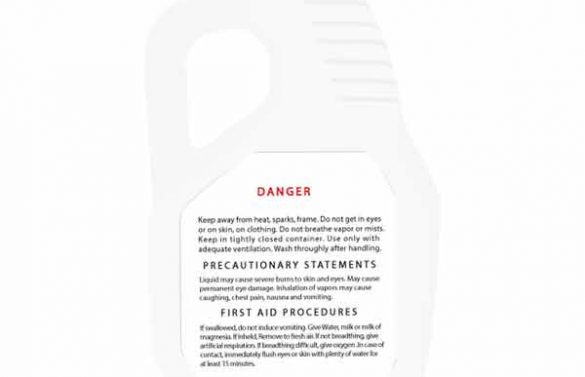 DANGER
Keep away from heat, sparks, frame. Do not get in eyes
or on skin, on clothing. Do not breathe vapor or mists.
Keep in tightly closed container. Use only with
adequate ventilation. Wash throughly after handling.
PRECAUTIONARY STATEMENTS
Liquid may cause severe burns to skin and eyes. May cause
permanent eye damage. Inhalation of vapors may cause
caughing, chest pain, nausea and vomiting.
FIRST AID PROCEDURES
If swallowed, do not induce vomiting. Give Water, milk or milk of
magnesia. If inheld, Remove to fresh air. If not breathing, give
artificial respiration. If breadthing difficult, give oxygen .In case of
contact, immediately flush eyes or skin with plenty of water for
at least 15 minutes.